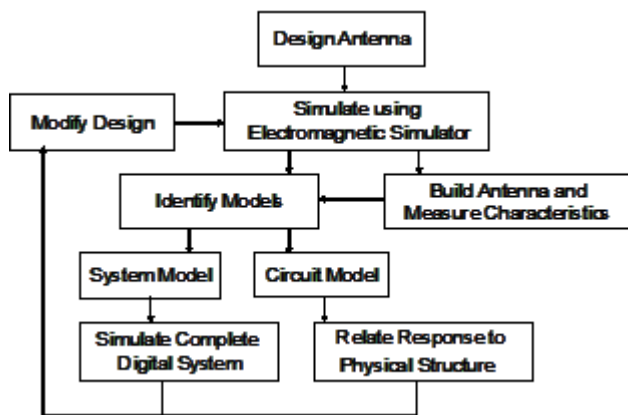 Design Antenna
Modify Design
Simulate using
Electromagnetic Simulator
Identify Models
Build Antenna and
Measure Characteristics
System Model
Circuit Model
Simulate Complete
Digital System
Relate Response to
Physical Structure